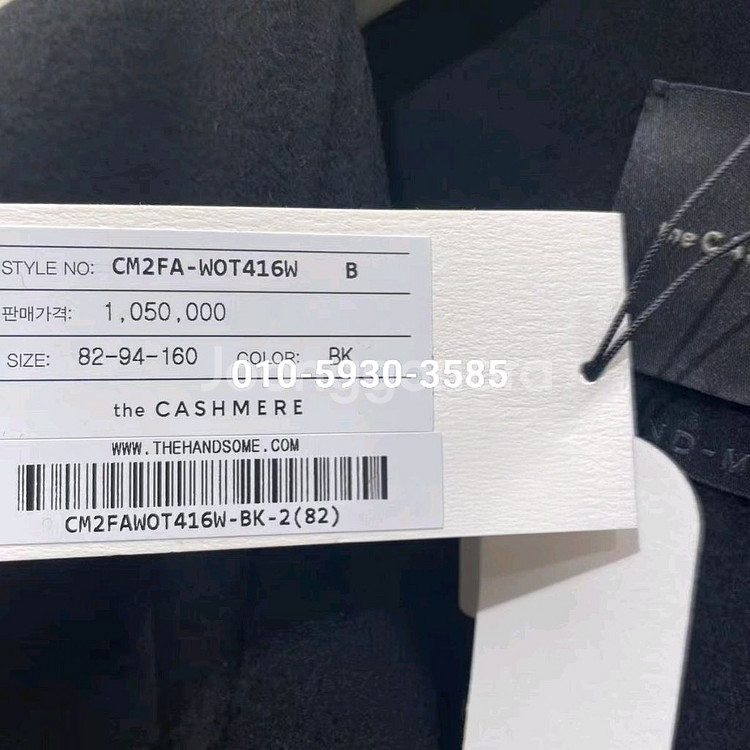 the CA
STYLE NO: CM2FA-WOT416W B
판매가격: 1,050,000
SIZE: 82-94-160 COLOR: BK
010-5930-3585
the CASHMERE
ND-M
WWW.THEHANDSOME.COM
CM2FAWOT416W-BK-2(82)